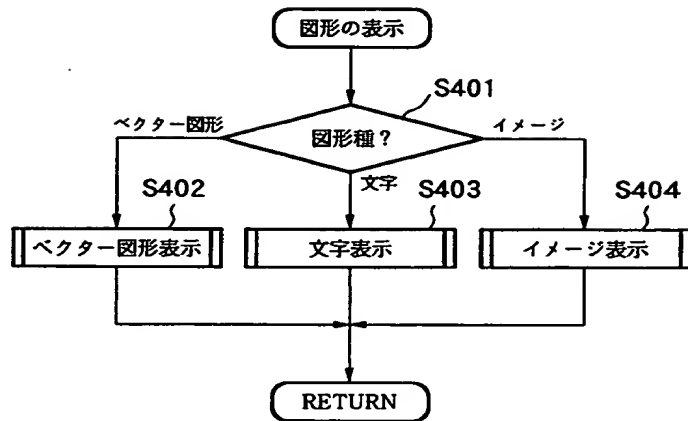 図形の表示
S401
ベクター図形
図形種?
イメージ
文字
S402
S403
S404
ベクター図形表示
文字表示
イメージ表示
RETURN